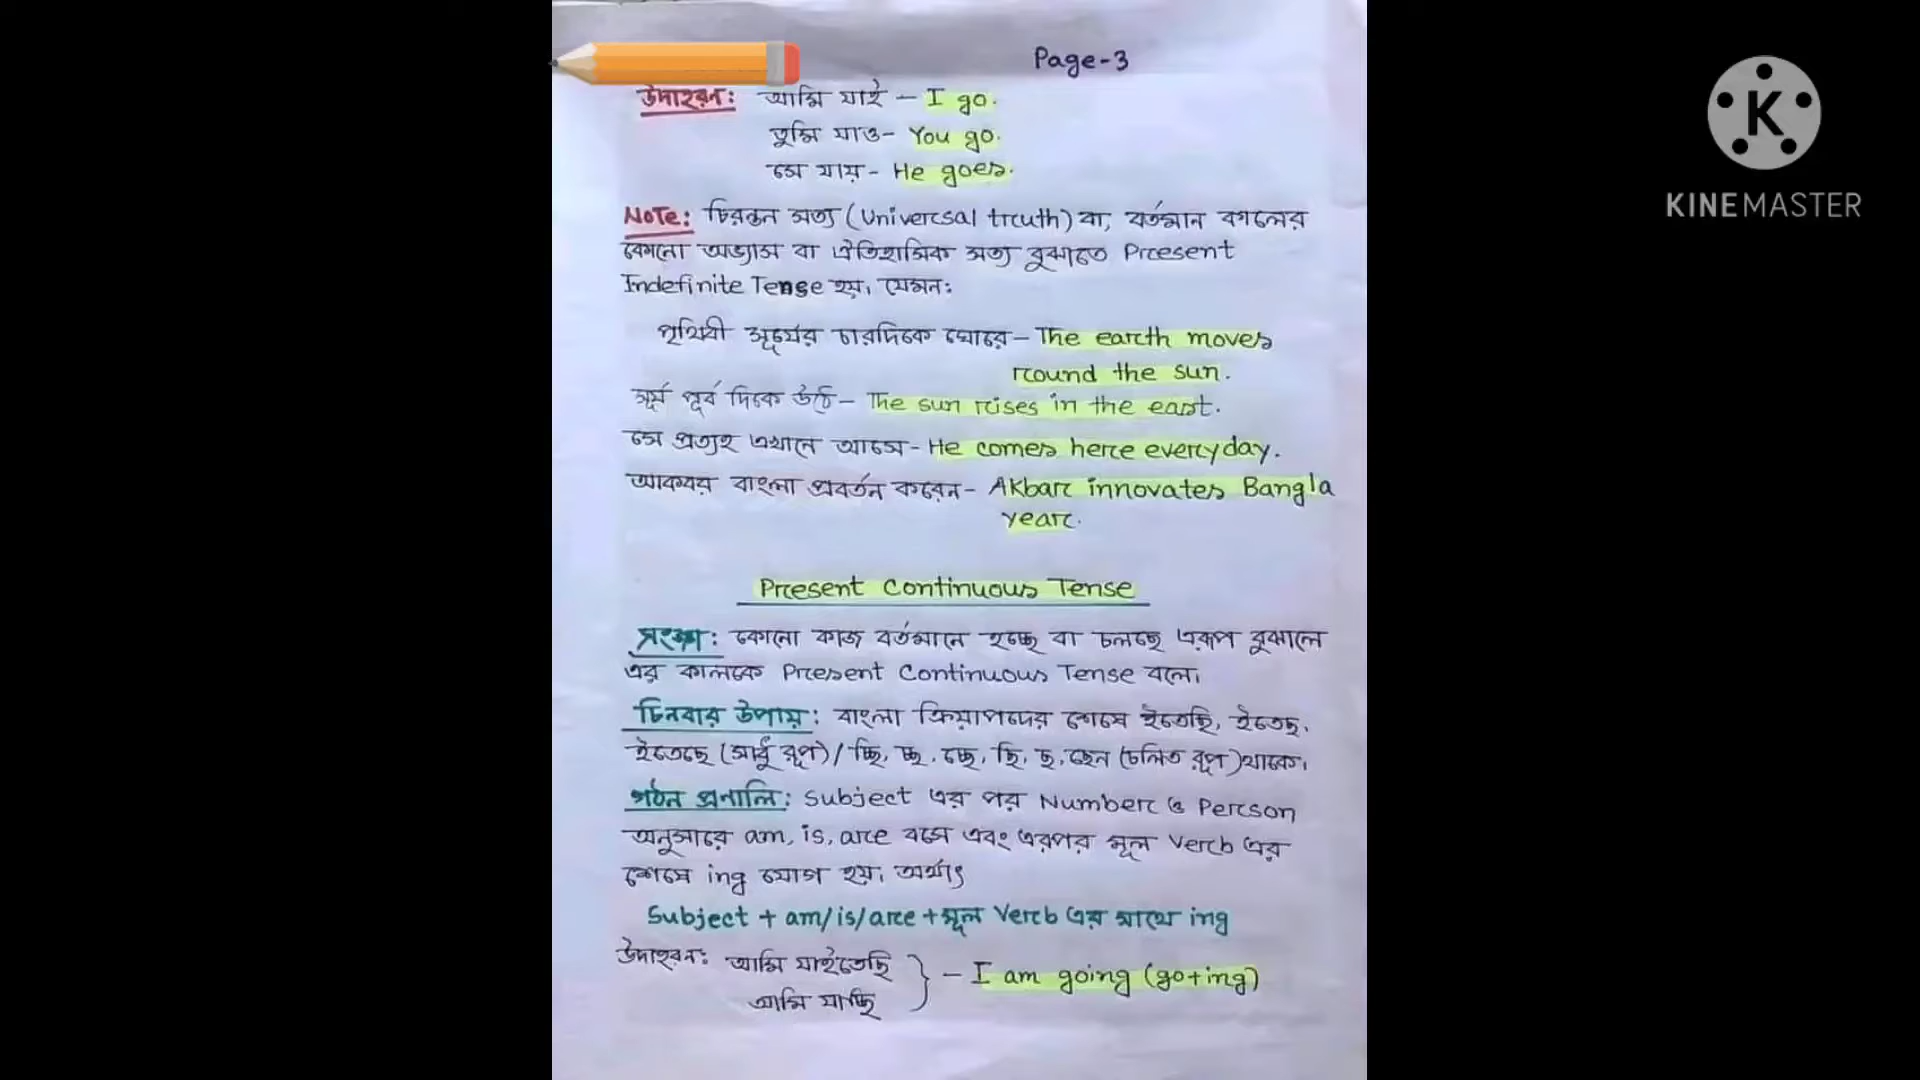 Page-3
উদাহরন: আমি যাই - I go.
তুমি যাও- You go.
সে যায়- He goes.
NOTE: চিরন্তন সত্য (Universal truth) বা, বর্তমান কালের
কোনো অভ্যাস বা ঐতিহাসিক সত্য বুঝাতে Present
Indefinite Tense হয়। যেমন:
পৃথিবী সূর্যের চারদিকে ঘোরে- The earth moves
round the sun.
সূর্য পূর্ব দিকে উঠে- The sun rises in the east.
সে প্রত্যহ এখানে আসে- He comes here everyday.
আকবর বাংলা প্রবর্তন করেন- Akbar innovates Bangla
year.
Present Continuous Tense
সংজ্ঞা: কোনো কাজ বর্তমানে হচ্ছে বা চলছে এরূপ বুঝালে
এর কালকে Present Continuous Tense বলে।
চিনবার উপায়: বাংলা ক্রিয়াপদের শেষে ইতেছি, ইতেছ,
ইতেছে (সাধু রূপ)/ চ্ছি, চ্ছ, চ্ছে, ছি, ছ, ছেন (চলিত রূপ) থাকে।
গঠন প্রনালি: Subject এর পর Number ও Person
অনুসারে am, is, are বসে এবং এরপর মূল Verb এর
শেষে ing যোগ হয়। অর্থাৎ
Subject + am/is/are + মূল Verb এর সাথে ing
উদাহরন: আমি যাইতেছি
আমি যাচ্ছি } - I am going (go+ing)
K
KINEMASTER